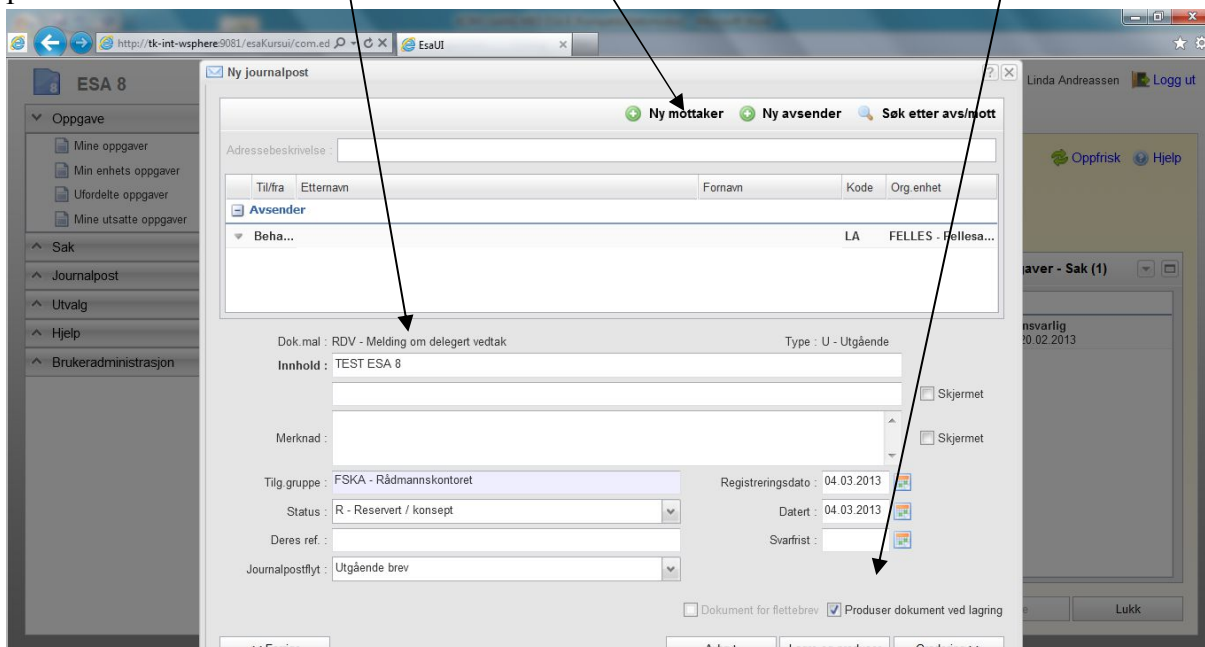 http://tk-int-wsphere:9081/esaKursui/com.ed
EsaUI
ESA 8
Ny journalpost
Linda Andreassen Logg ut
Oppgave
Mine oppgaver
Min enhets oppgaver
Ufordelte oppgaver
Mine utsatte oppgaver
Sak
Journalpost
Utvalg
Hjelp
Brukeradministrasjon
Ny mottaker Ny avsender Søk etter avs/mott
Adressebeskrivelse :
Oppfrisk Hjelp
Til/fra Etternavn Fornavn Kode Org.enhet
Avsender
Beha... LA FELLES - Fellesa...
aver - Sak (1)
nsvarlig
20.02.2013
Dok.mal : RDV - Melding om delegert vedtak Type : U - Utgående
Innhold : TEST ESA 8
Skjermet
Merknad :
Skjermet
Tilg.gruppe : FSKA - Rådmannskontoret Registreringsdato : 04.03.2013
Status : R - Reservert / konsept Datert : 04.03.2013
Deres ref. : Svarfrist :
Journalpostflyt : Utgående brev
Dokument for flettebrev Produser dokument ved lagring
Lukk